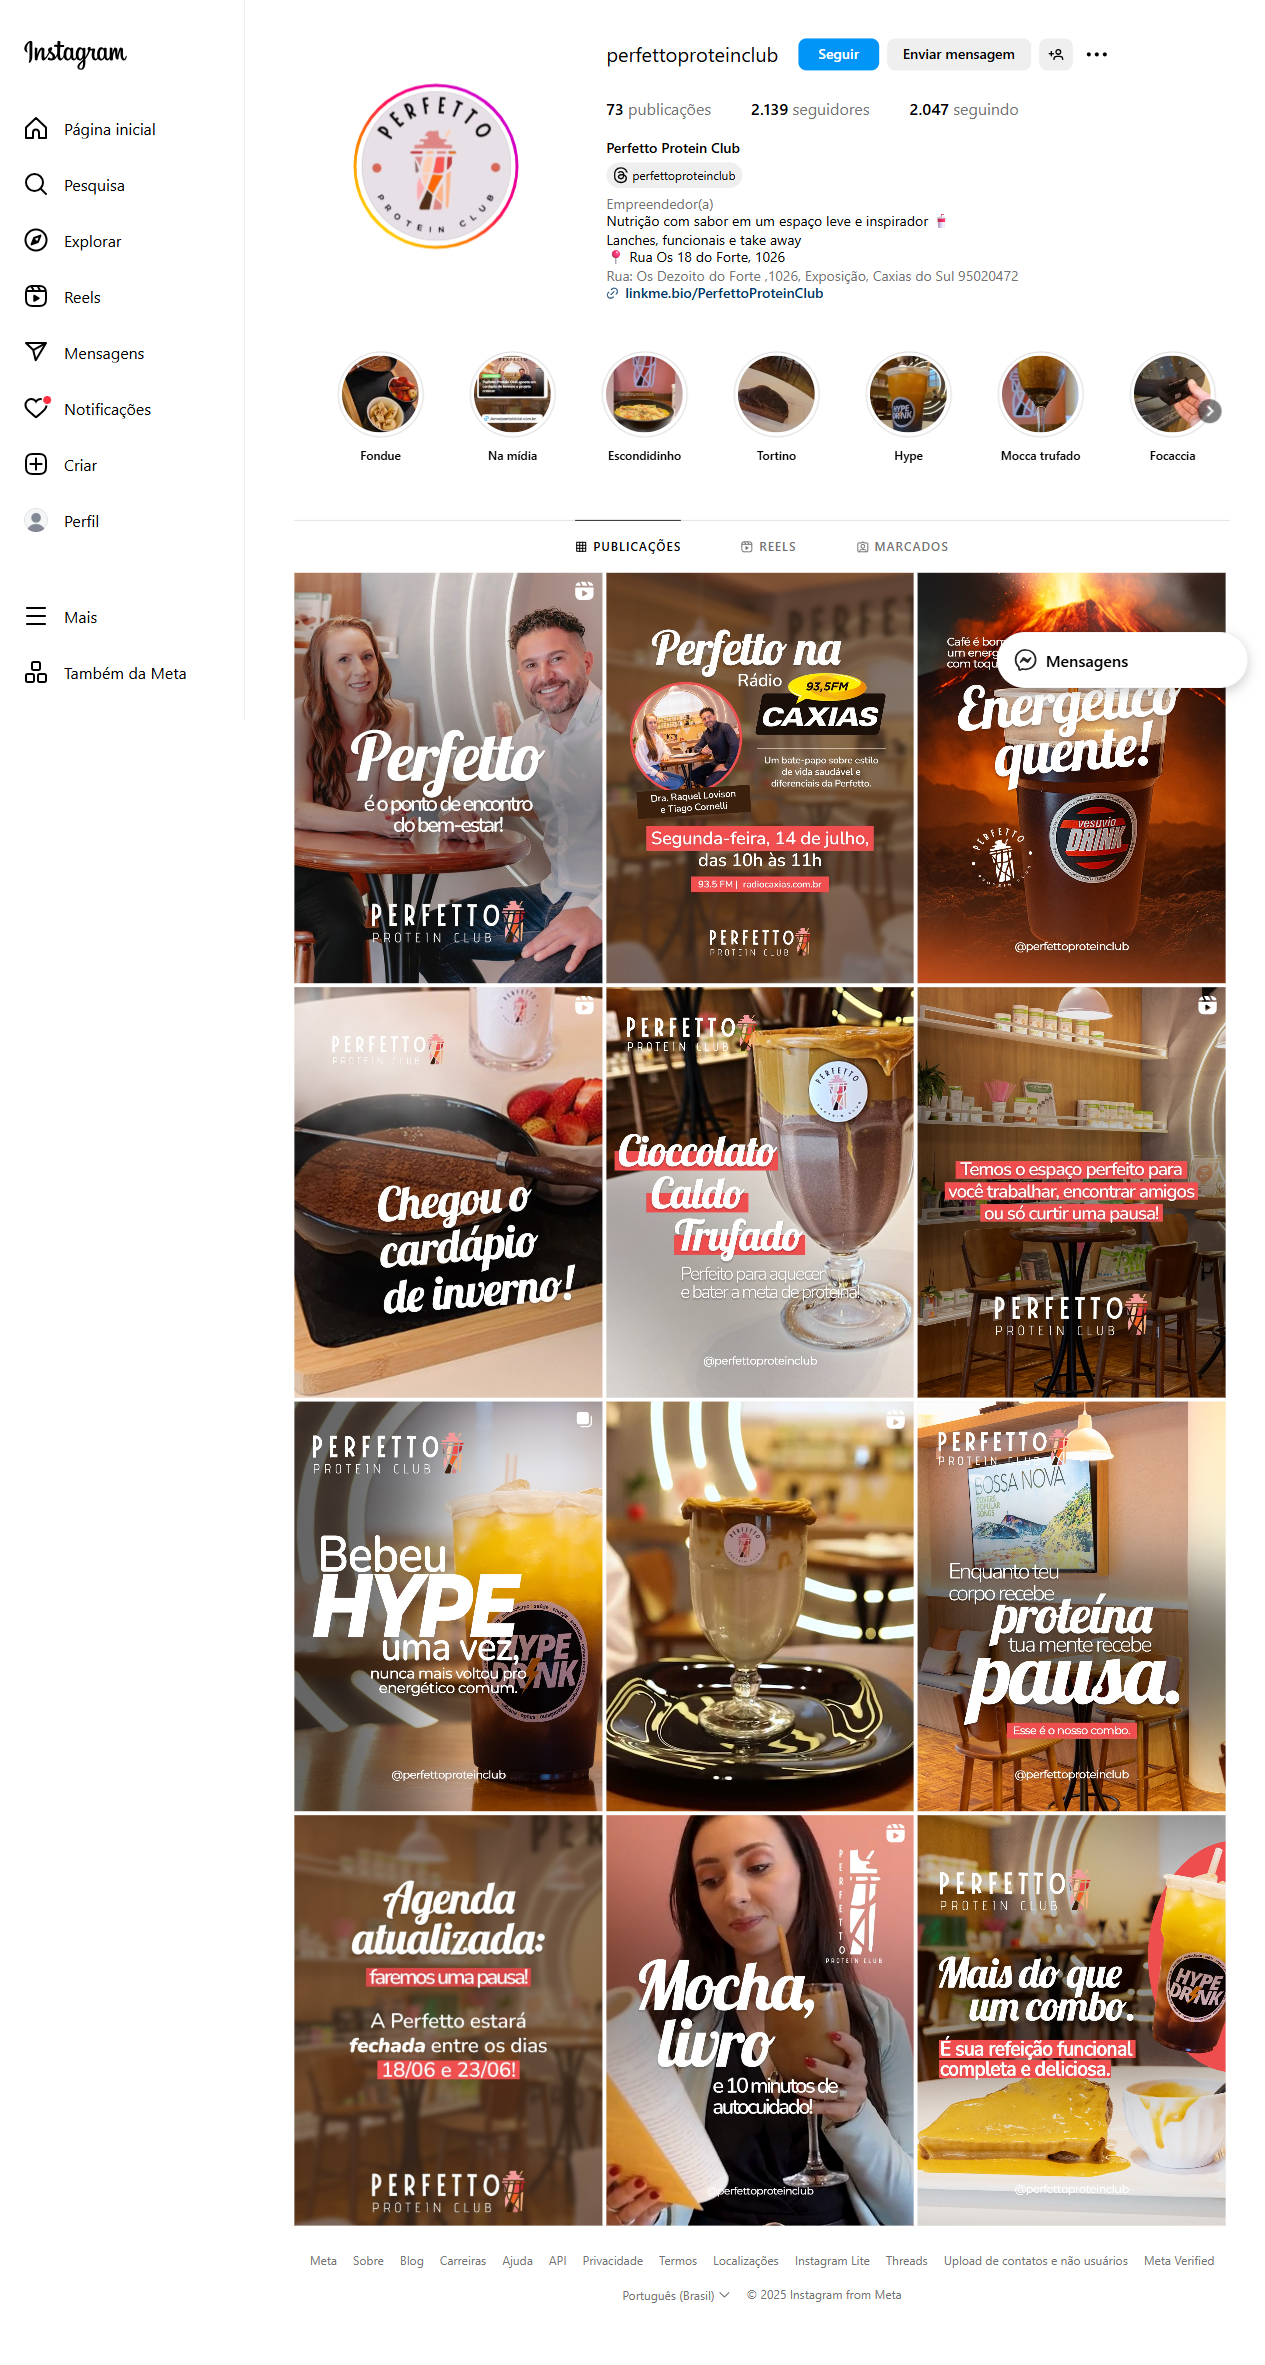 Instagram
Página inicial
Pesquisa
Explorar
Reels
Mensagens
Notificações
Criar
Perfil
Mais
Também da Meta
perfettoproteinclub
Seguir
Enviar mensagem
73 publicações
2.139 seguidores
2.047 seguindo
PERFETTO
PROTEIN CLUB
Perfetto Protein Club
perfettoproteinclub
Empreendedor(a)
Nutrição com sabor em um espaço leve e inspirador
Lanches, funcionais e take away
Rua Os 18 do Forte, 1026
Rua: Os Dezoito do Forte ,1026, Exposição, Caxias do Sul 95020472
linkme.bio/PerfettoProteinClub
HYPE
DRINK
Fondue
Na mídia
Escondidinho
Tortino
Hype
Mocca trufado
Focaccia
PUBLICAÇÕES
REELS
MARCADOS
Perfetto
é o ponto de encontro
do bem-estar!
PERFETTO
PROTEIN CLUB
Perfetto na
Rádio
93,5FM
CAXIAS
Um bate-papo sobre estilo
de vida saudável e
diferenciais da Perfetto.
Dra. Raquel Lovison
e Tiago Cornelli
Segunda-feira, 14 de julho,
das 10h às 11h
93.5 FM | radiocaxias.com.br
PERFETTO
PROTEIN CLUB
Café é bom
um energ
com toqu
Mensagens
Energético
quente!
vesuvio
DRINK
PERFETTO
PROTEIN CLUB
@perfettoproteinclub
PERFETTO
PROTEIN CLUB
Chegou o
cardápio
de inverno!
PERFETTO
PROTEIN CLUB
PERFETTO
PROTEIN CLUB
Cioccolato
Caldo
Trufado
Perfeito para aquecer
e bater a meta de proteína!
@perfettoproteinclub
Temos o espaço perfeito para
você trabalhar, encontrar amigos
ou só curtir uma pausa!
PERFETTO
PROTEIN CLUB
PERFETTO
PROTEIN CLUB
Bebeu
HYPE
uma vez,
nunca mais voltou pro
energético comum.
HYPE
DRINK
@perfettoproteinclub
PERFETTO
PROTEIN CLUB
PERFETTO
PROTEIN CLUB
BOSSA NOVA
COVERS
POPULAR
SONGS
Enquanto teu
corpo recebe
proteína
tua mente recebe
pausa.
Esse é o nosso combo.
@perfettoproteinclub
Agenda
atualizada:
faremos uma pausa!
A Perfetto estará
fechada entre os dias
18/06 e 23/06!
PERFETTO
PROTEIN CLUB
PERFETTO
PROTEIN CLUB
Mocha,
livro
e 10 minutos de
autocuidado!
@perfettoproteinclub
PERFETTO
PROTEIN CLUB
Mais do que
um combo.
É sua refeição funcional
completa e deliciosa.
HYPE
DRINK
@perfettoproteinclub
Meta
Sobre
Blog
Carreiras
Ajuda
API
Privacidade
Termos
Localizações
Instagram Lite
Threads
Upload de contatos e não usuários
Meta Verified
Português (Brasil)
© 2025 Instagram from Meta